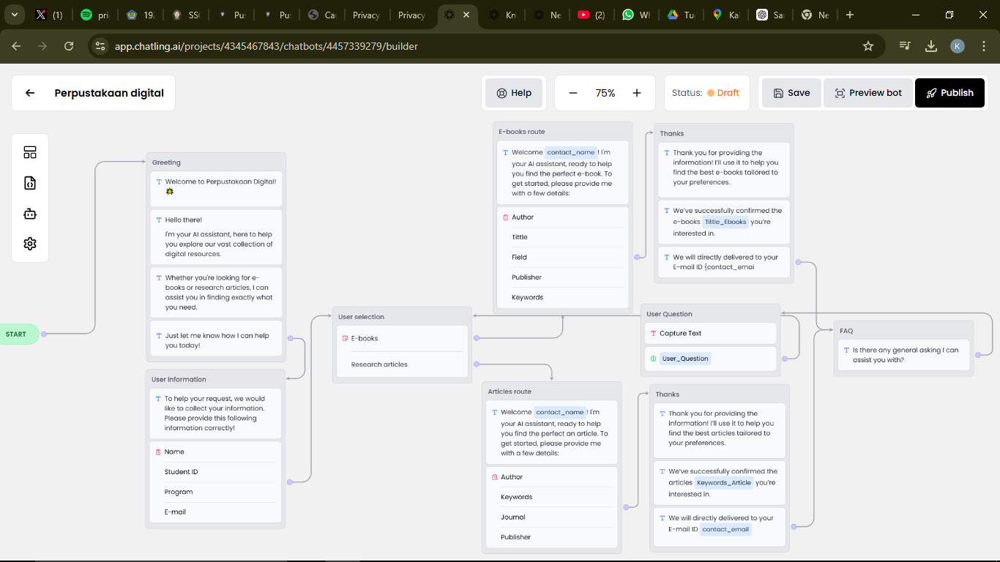 (1)
pri
192
SSC
Pus
Pus
Ca
Privacy
Privacy
Kn
Ne
(2)
Wh
Tu
Kal
Sa
Ne
app.chatling.ai/projects/4345467843/chatbots/4457339279/builder
K
Perpustakaan digital
Help
75%
Status: Draft
Save
Preview bot
Publish
START
Greeting
Welcome to Perpustakaan Digital!
Hello there!
I'm your AI assistant, here to help
you explore our vast collection of
digital resources.
Whether you're looking for e-
books or research articles, I can
assist you in finding exactly what
you need.
Just let me know how I can help
you today!
User Information
To help your request, we would
like to collect your information.
Please provide this following
information correctly!
Name
Student ID
Program
E-mail
User selection
E-books
Research articles
E-books route
Welcome contact_name ! I'm
your AI assistant, ready to help
you find the perfect e-book. To
get started, please provide me
with a few details:
Author
Tittle
Field
Publisher
Keywords
Thanks
Thank you for providing the
information! I'll use it to help you
find the best e-books tailored to
your preferences.
We've successfully confirmed the
e-books Tittle_Ebooks you're
interested in.
We will directly delivered to your
E-mail ID {contact_emai
User Question
Capture Text
User_Question
FAQ
Is there any general asking I can
assist you with?
Articles route
Welcome contact_name ! I'm
your AI assistant, ready to help
you find the perfect an article. To
get started, please provide me
with a few details:
Author
Keywords
Journal
Publisher
Thanks
Thank you for providing the
information! I'll use it to help you
find the best articles tailored to
your preferences.
We've successfully confirmed the
articles Keywords_Article you're
interested in.
We will directly delivered to your
E-mail ID contact_email